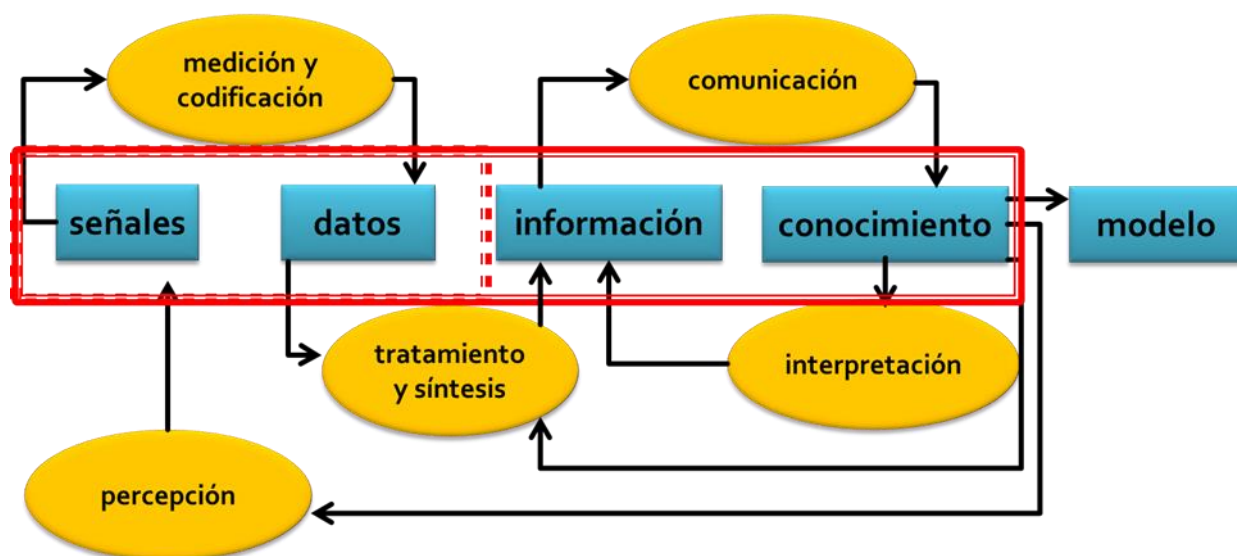 medición y
codificación
comunicación
señales
datos
información
conocimiento
modelo
tratamiento
y síntesis
interpretación
percepción